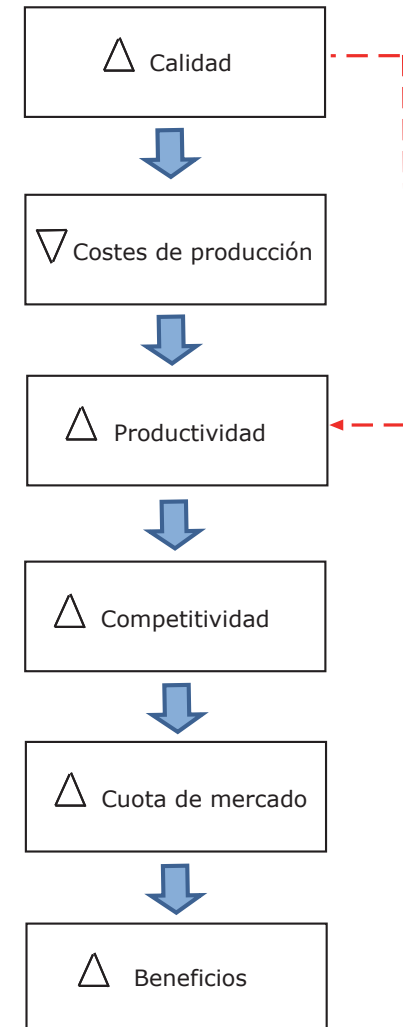 Calidad
Costes de producción
Productividad
Competitividad
Cuota de mercado
Beneficios